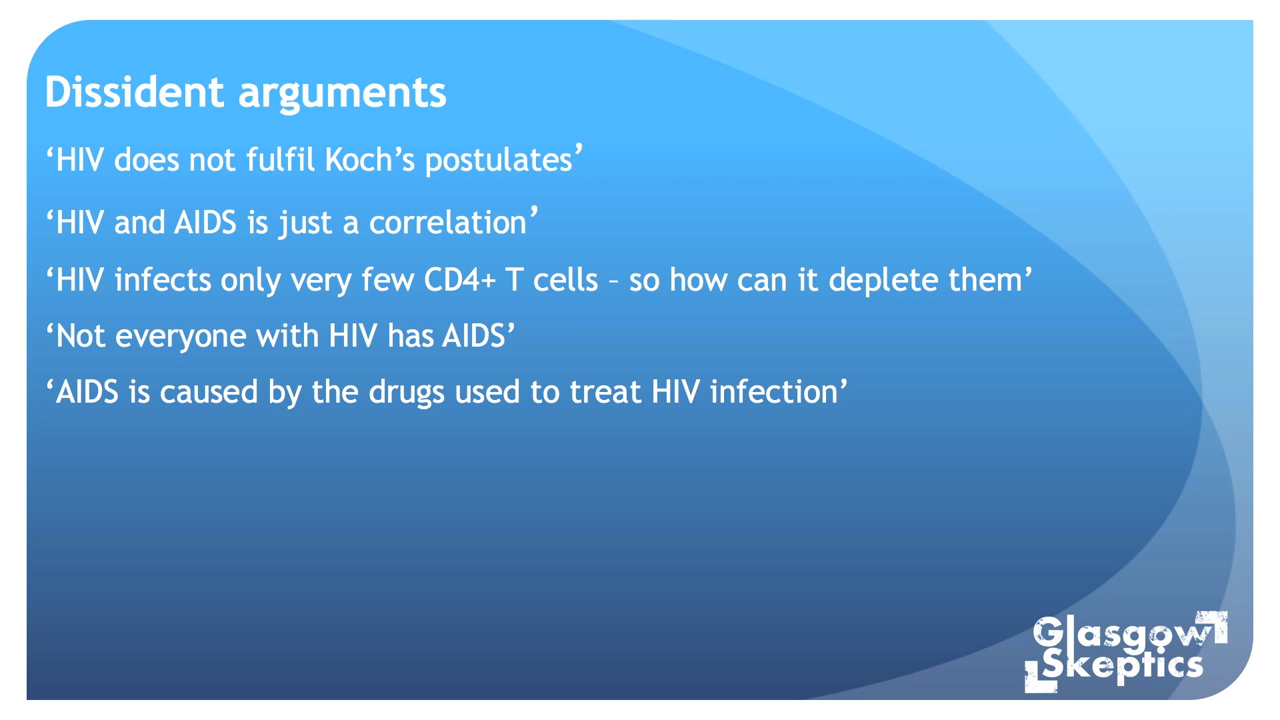 Dissident arguments
‘HIV does not fulfil Koch’s postulates’
‘HIV and AIDS is just a correlation’
‘HIV infects only very few CD4+ T cells – so how can it deplete them’
‘Not everyone with HIV has AIDS’
‘AIDS is caused by the drugs used to treat HIV infection’
Glasgow
Skeptics